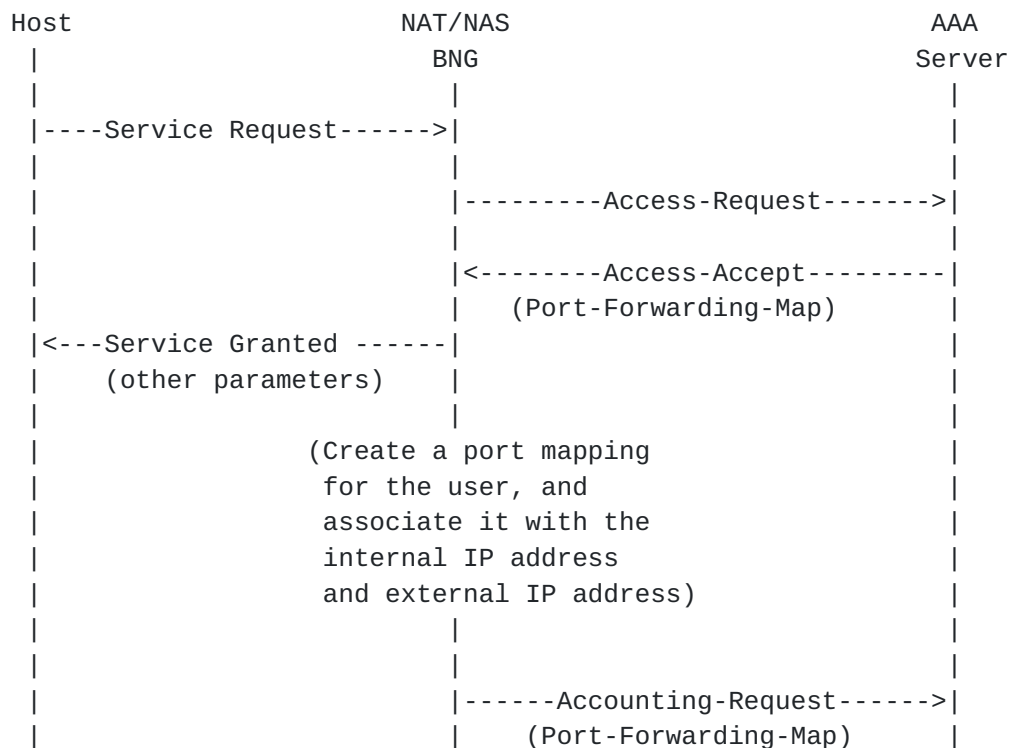 Host                     NAT/NAS                           AAA
 |                         BNG                            Server
 |                          |                               |
 |----Service Request------>|                               |
 |                          |                               |
 |                          |---------Access-Request------->|
 |                          |                               |
 |                          |<--------Access-Accept---------|
 |                          |   (Port-Forwarding-Map)       |
 |<---Service Granted ------|                               |
 |    (other parameters)    |                               |
 |                          |                               |
 |                 (Create a port mapping                   |
 |                  for the user, and                       |
 |                  associate it with the                   |
 |                  internal IP address                     |
 |                  and external IP address)                |
 |                          |                               |
 |                          |                               |
 |                          |------Accounting-Request------>|
 |                          |    (Port-Forwarding-Map)      |